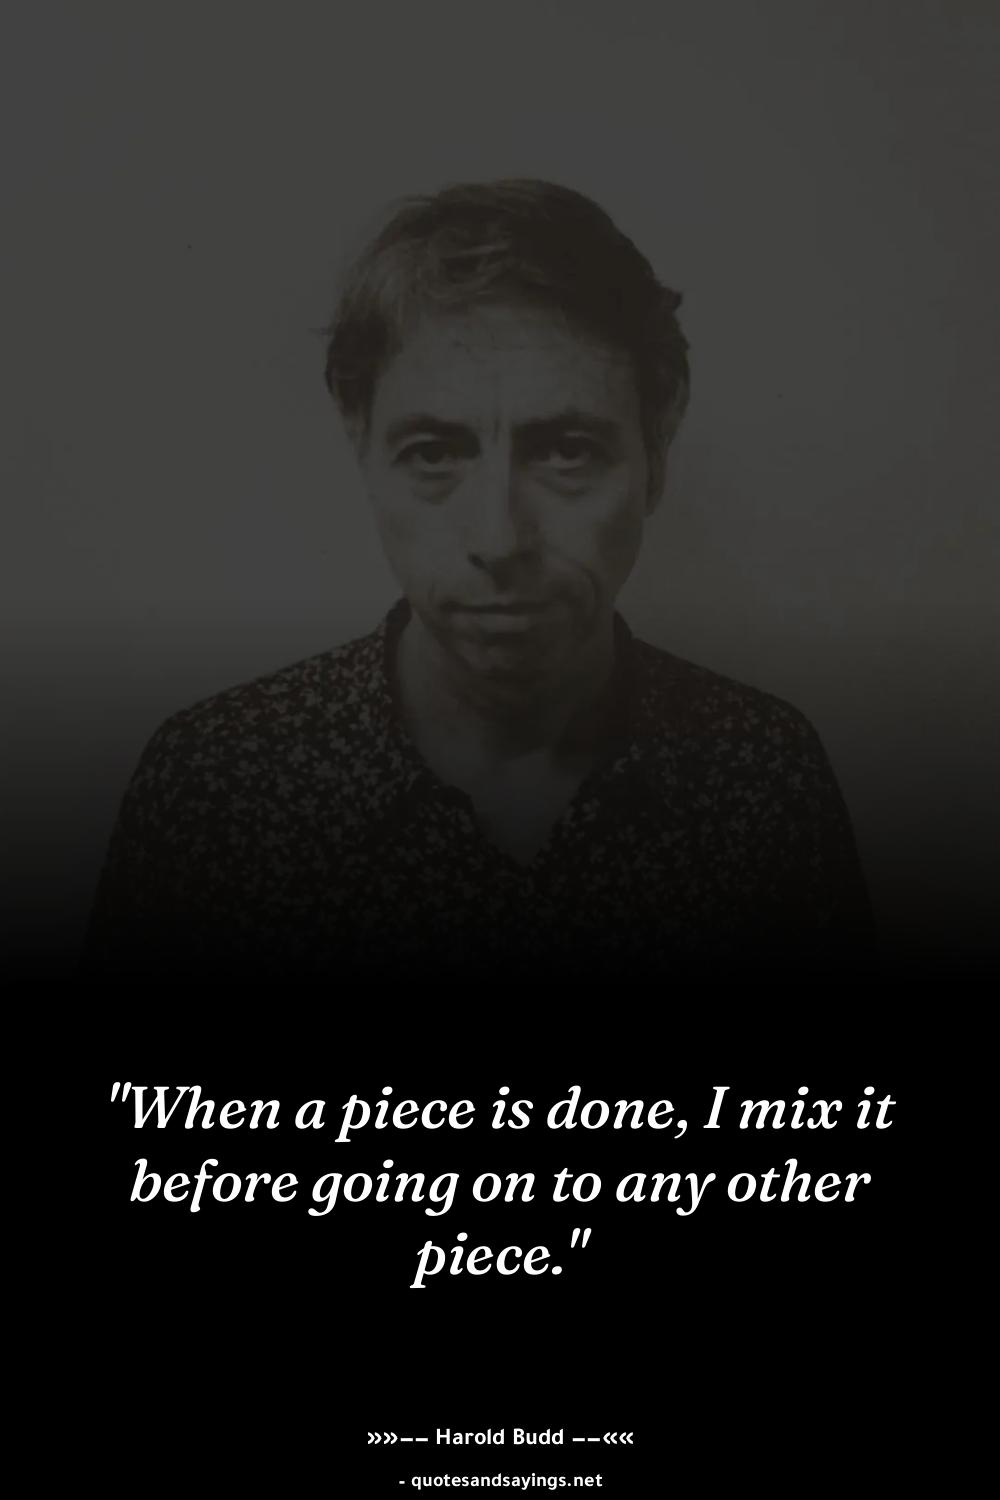 "When a piece is done, I mix it
before going on to any other
piece."
»»–– Harold Budd ––««
- quotesandsayings.net